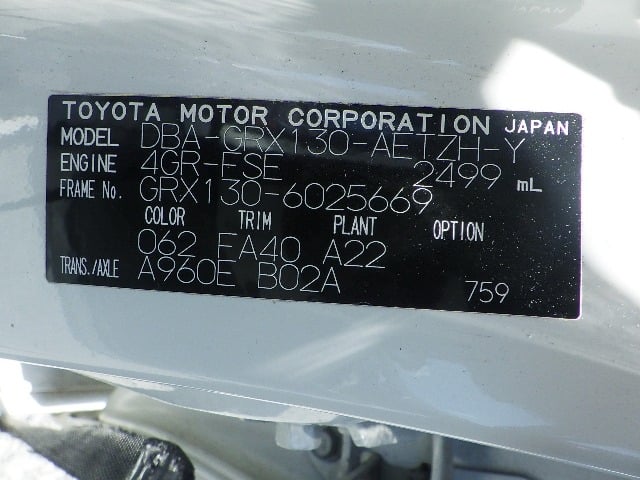 TOYOTA MOTOR CORPORATION JAPAN
MODEL DBA-GRX130-AETZH-Y
ENGINE 4GR-FSE 2499 mL
FRAME No. GRX130-6025669
COLOR TRIM PLANT OPTION
062 FA40 A22
TRANS./AXLE A960E B02A 759